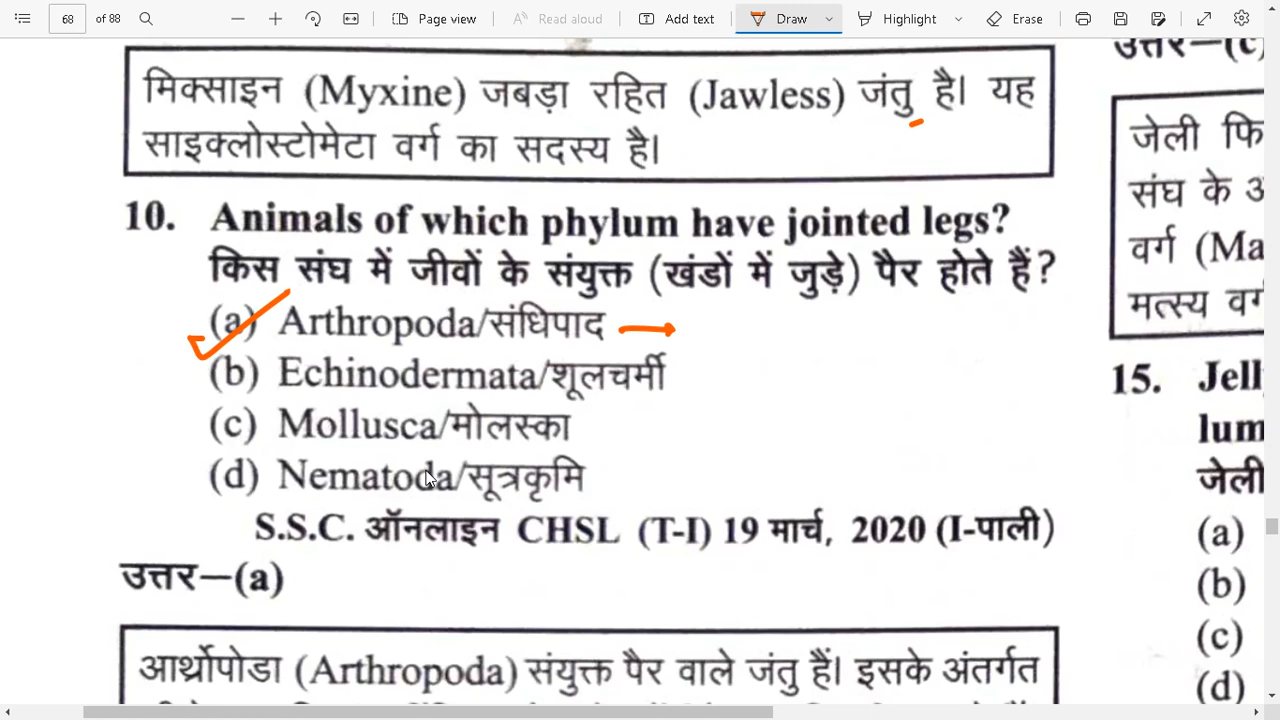 68 of 88 Page view Read aloud Add text Draw Highlight Erase
मिक्साइन (Myxine) जबड़ा रहित (Jawless) जंतु है। यह
साइक्लोस्टोमेटा वर्ग का सदस्य है।
10. Animals of which phylum have jointed legs?
किस संघ में जीवों के संयुक्त (खंडों में जुड़े) पैर होते हैं?
(a) Arthropoda/संधिपाद
(b) Echinodermata/शूलचर्मी
(c) Mollusca/मोलस्का
(d) Nematoda/सूत्रकृमि
S.S.C. ऑनलाइन CHSL (T-I) 19 मार्च, 2020 (I-पाली)
उत्तर—(a)
आर्थ्रोपोडा (Arthropoda) संयुक्त पैर वाले जंतु हैं। इसके अंतर्गत
उत्तर—(c)
जेली फि
संघ के अ
वर्ग (Ma
मत्स्य वर्ग
15. Jell
lum
जेली
(a)
(b)
(c)
(d)